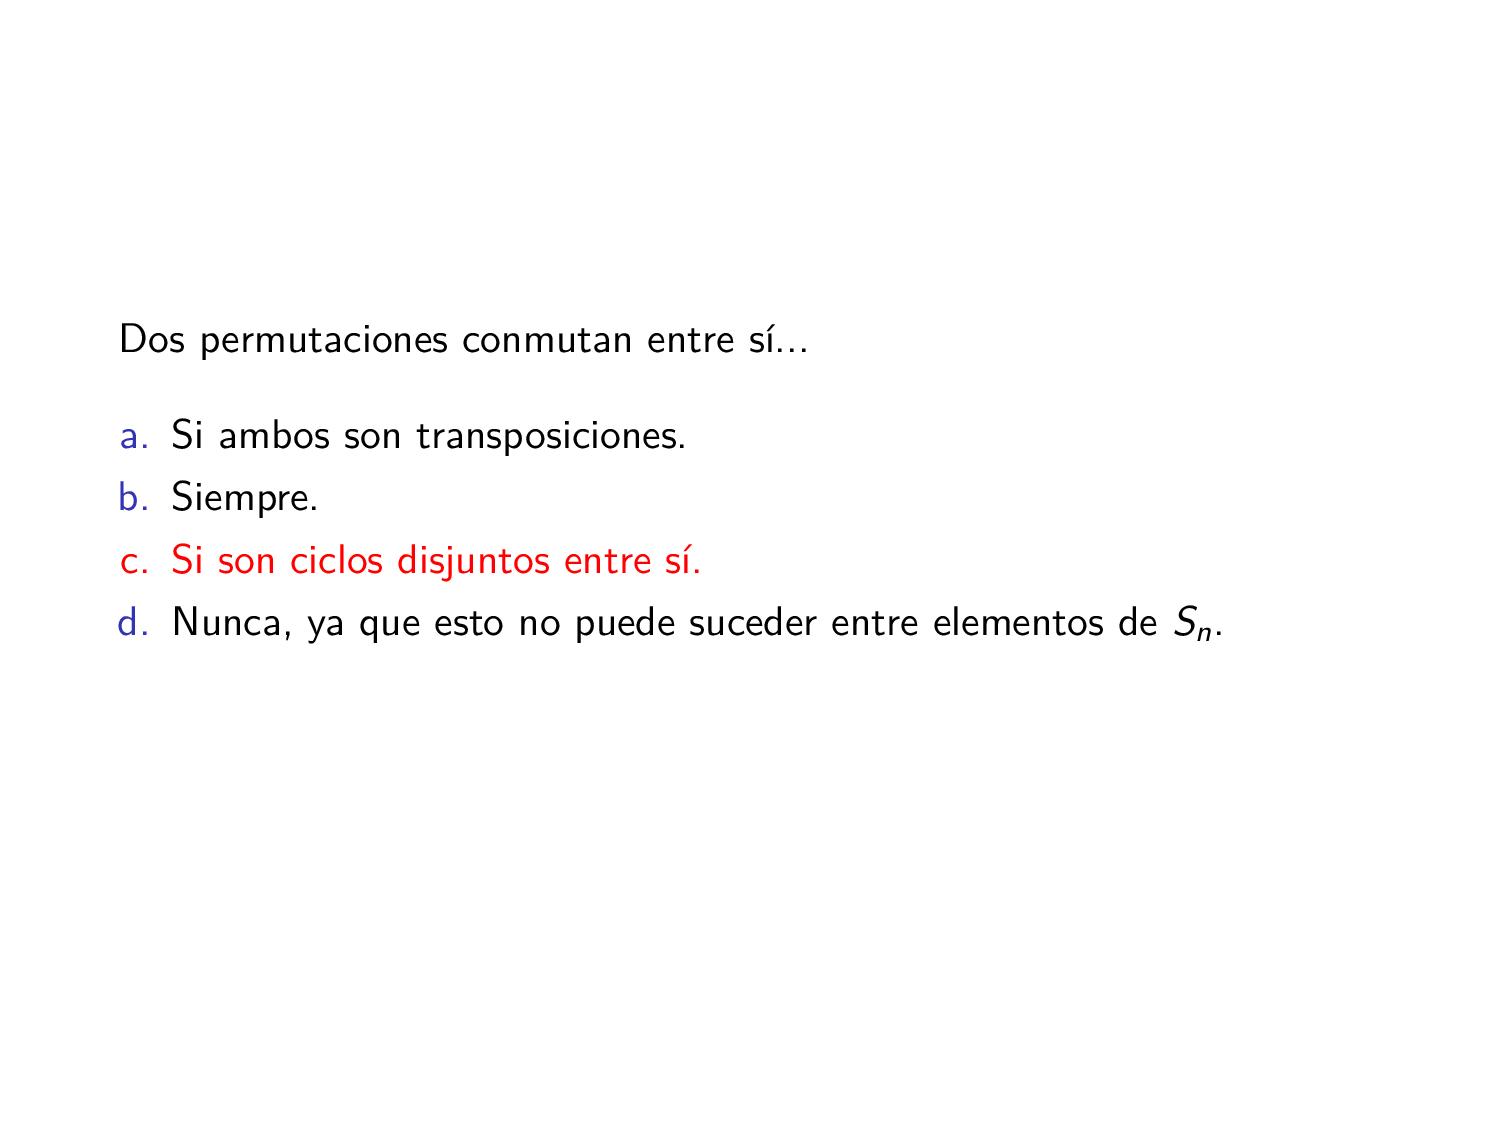 Dos permutaciones conmutan entre sí...
a. Si ambos son transposiciones.
b. Siempre.
c. Si son ciclos disjuntos entre sí.
d. Nunca, ya que esto no puede suceder entre elementos de Sₙ.